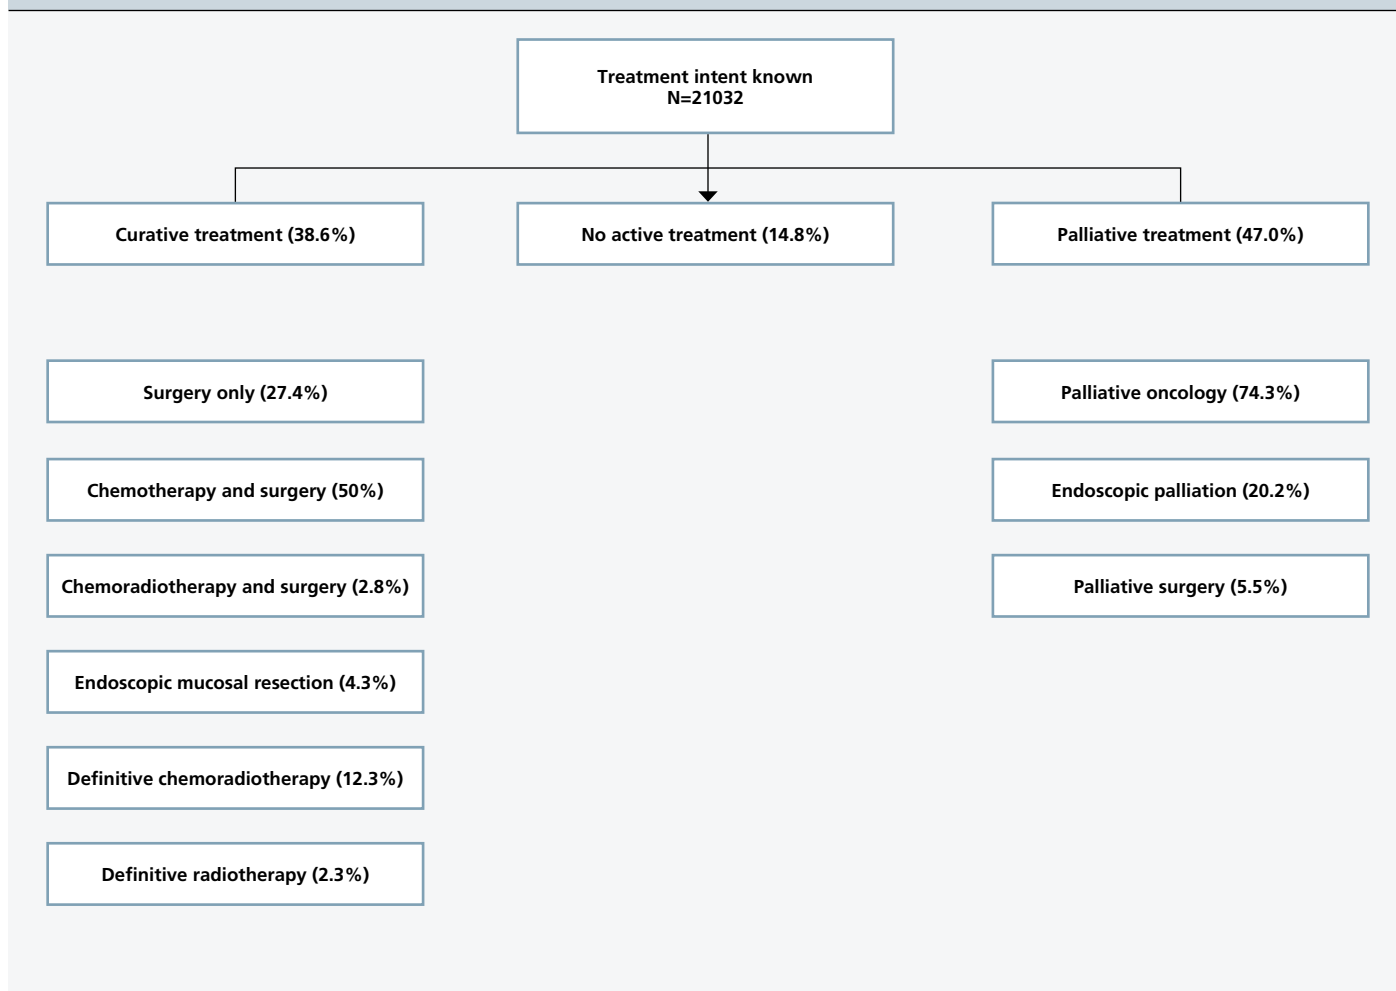 Treatment intent known
N=21032
Curative treatment (38.6%)
No active treatment (14.8%)
Palliative treatment (47.0%)
Surgery only (27.4%)
Palliative oncology (74.3%)
Chemotherapy and surgery (50%)
Endoscopic palliation (20.2%)
Chemoradiotherapy and surgery (2.8%)
Palliative surgery (5.5%)
Endoscopic mucosal resection (4.3%)
Definitive chemoradiotherapy (12.3%)
Definitive radiotherapy (2.3%)